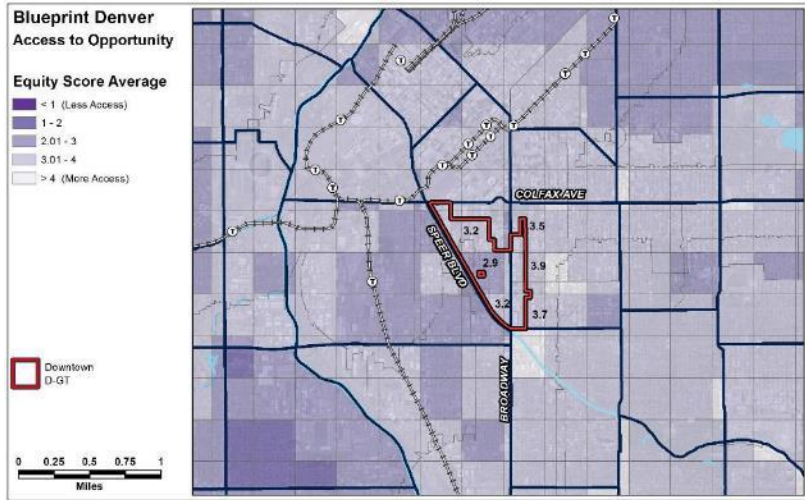 Blueprint Denver
Access to Opportunity
Equity Score Average
< 1 (Less Access)
1 - 2
2.01 - 3
3.01 - 4
> 4 (More Access)
Downtown
D-GT
0 0.25 0.5 0.75 1
Miles
T
T
T
T
T
T
T
T
T
T
T
T
T
T
COLFAX AVE
SPEER BLVD
BROADWAY
3.2
3.5
2.9
3.9
3.2
3.7